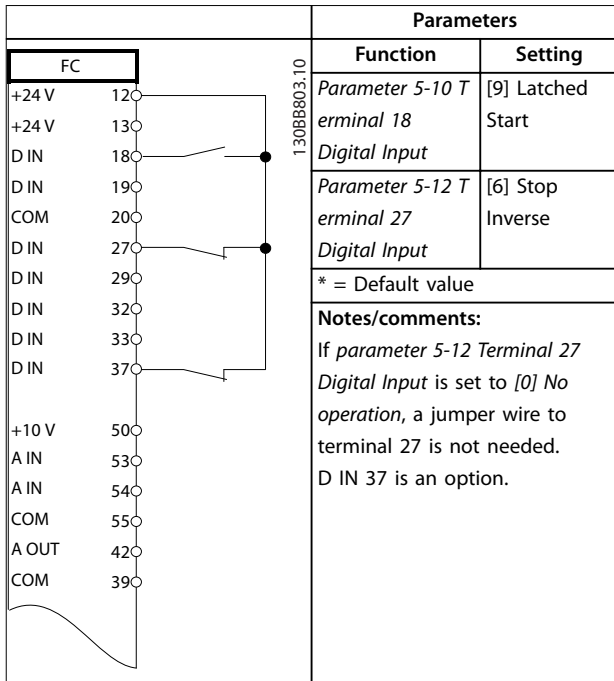 FC
+24 V 12
+24 V 13
D IN 18
D IN 19
COM 20
D IN 27
D IN 29
D IN 32
D IN 33
D IN 37
+10 V 50
A IN 53
A IN 54
COM 55
A OUT 42
COM 39
130BB803.10
Parameters
Function Setting
Parameter 5-10 T [9] Latched
erminal 18 Start
Digital Input
Parameter 5-12 T [6] Stop
erminal 27 Inverse
Digital Input
* = Default value
Notes/comments:
If parameter 5-12 Terminal 27
Digital Input is set to [0] No
operation, a jumper wire to
terminal 27 is not needed.
D IN 37 is an option.